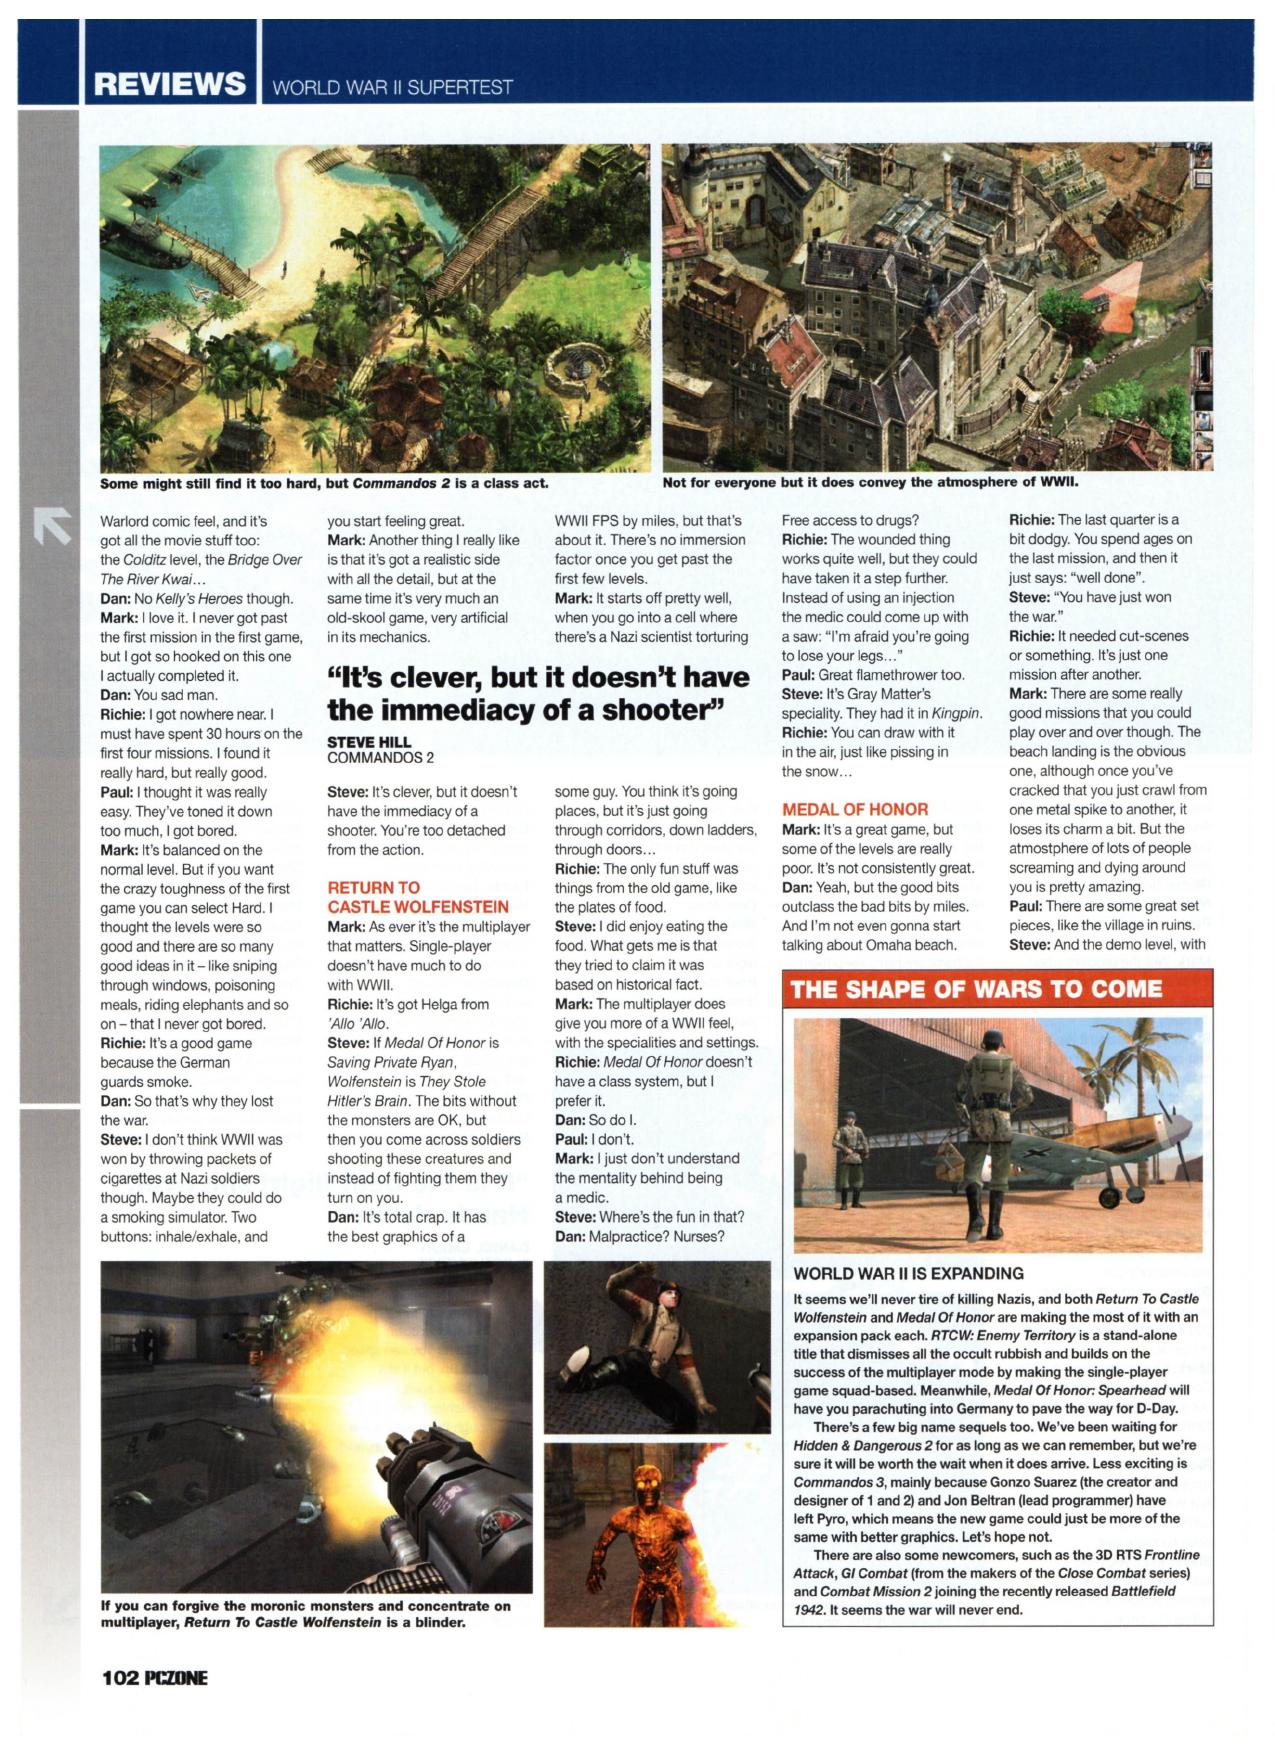 REVIEWS
WORLD WAR II SUPERTEST
Some might still find it too hard, but Commandos 2 is a class act.
Not for everyone but it does convey the atmosphere of WWII.
Warlord comic feel, and it's
got all the movie stuff too:
the Colditz level, the Bridge Over
The River Kwai...
Dan: No Kelly's Heroes though.
Mark: I love it. I never got past
the first mission in the first game,
but I got so hooked on this one
I actually completed it.
Dan: You sad man.
Richie: I got nowhere near. I
must have spent 30 hours on the
first four missions. I found it
really hard, but really good.
Paul: I thought it was really
easy. They've toned it down
too much, I got bored.
Mark: It's balanced on the
normal level. But if you want
the crazy toughness of the first
game you can select Hard. I
thought the levels were so
good and there are so many
good ideas in it – like sniping
through windows, poisoning
meals, riding elephants and so
on – that I never got bored.
Richie: It's a good game
because the German
guards smoke.
Dan: So that's why they lost
the war.
Steve: I don't think WWII was
won by throwing packets of
cigarettes at Nazi soldiers
though. Maybe they could do
a smoking simulator. Two
buttons: inhale/exhale, and
you start feeling great.
Mark: Another thing I really like
is that it's got a realistic side
with all the detail, but at the
same time it's very much an
old-skool game, very artificial
in its mechanics.
"It's clever, but it doesn't have
the immediacy of a shooter"
STEVE HILL
COMMANDOS 2
Steve: It's clever, but it doesn't
have the immediacy of a
shooter. You're too detached
from the action.
RETURN TO
CASTLE WOLFENSTEIN
Mark: As ever it's the multiplayer
that matters. Single-player
doesn't have much to do
with WWII.
Richie: It's got Helga from
'Allo 'Allo.
Steve: If Medal Of Honor is
Saving Private Ryan,
Wolfenstein is They Stole
Hitler's Brain. The bits without
the monsters are OK, but
then you come across soldiers
shooting these creatures and
instead of fighting them they
turn on you.
Dan: It's total crap. It has
the best graphics of a
WWII FPS by miles, but that's
about it. There's no immersion
factor once you get past the
first few levels.
Mark: It starts off pretty well,
when you go into a cell where
there's a Nazi scientist torturing
some guy. You think it's going
places, but it's just going
through corridors, down ladders,
through doors...
Richie: The only fun stuff was
things from the old game, like
the plates of food.
Steve: I did enjoy eating the
food. What gets me is that
they tried to claim it was
based on historical fact.
Mark: The multiplayer does
give you more of a WWII feel,
with the specialities and settings.
Richie: Medal Of Honor doesn't
have a class system, but I
prefer it.
Dan: So do I.
Paul: I don't.
Mark: I just don't understand
the mentality behind being
a medic.
Steve: Where's the fun in that?
Dan: Malpractice? Nurses?
Free access to drugs?
Richie: The wounded thing
works quite well, but they could
have taken it a step further.
Instead of using an injection
the medic could come up with
a saw: "I'm afraid you're going
to lose your legs..."
Paul: Great flamethrower too.
Steve: It's Gray Matter's
speciality. They had it in Kingpin.
Richie: You can draw with it
in the air, just like pissing in
the snow...
MEDAL OF HONOR
Mark: It's a great game, but
some of the levels are really
poor. It's not consistently great.
Dan: Yeah, but the good bits
outclass the bad bits by miles.
And I'm not even gonna start
talking about Omaha beach.
Richie: The last quarter is a
bit dodgy. You spend ages on
the last mission, and then it
just says: "well done".
Steve: "You have just won
the war."
Richie: It needed cut-scenes
or something. It's just one
mission after another.
Mark: There are some really
good missions that you could
play over and over though. The
beach landing is the obvious
one, although once you've
cracked that you just crawl from
one metal spike to another, it
loses its charm a bit. But the
atmostphere of lots of people
screaming and dying around
you is pretty amazing.
Paul: There are some great set
pieces, like the village in ruins.
Steve: And the demo level, with
THE SHAPE OF WARS TO COME
WORLD WAR II IS EXPANDING
It seems we'll never tire of killing Nazis, and both Return To Castle
Wolfenstein and Medal Of Honor are making the most of it with an
expansion pack each. RTCW: Enemy Territory is a stand-alone
title that dismisses all the occult rubbish and builds on the
success of the multiplayer mode by making the single-player
game squad-based. Meanwhile, Medal Of Honor: Spearhead will
have you parachuting into Germany to pave the way for D-Day.
There's a few big name sequels too. We've been waiting for
Hidden & Dangerous 2 for as long as we can remember, but we're
sure it will be worth the wait when it does arrive. Less exciting is
Commandos 3, mainly because Gonzo Suarez (the creator and
designer of 1 and 2) and Jon Beltran (lead programmer) have
left Pyro, which means the new game could just be more of the
same with better graphics. Let's hope not.
There are also some newcomers, such as the 3D RTS Frontline
Attack, GI Combat (from the makers of the Close Combat series)
and Combat Mission 2 joining the recently released Battlefield
1942. It seems the war will never end.
If you can forgive the moronic monsters and concentrate on
multiplayer, Return To Castle Wolfenstein is a blinder.
102 PCZONE